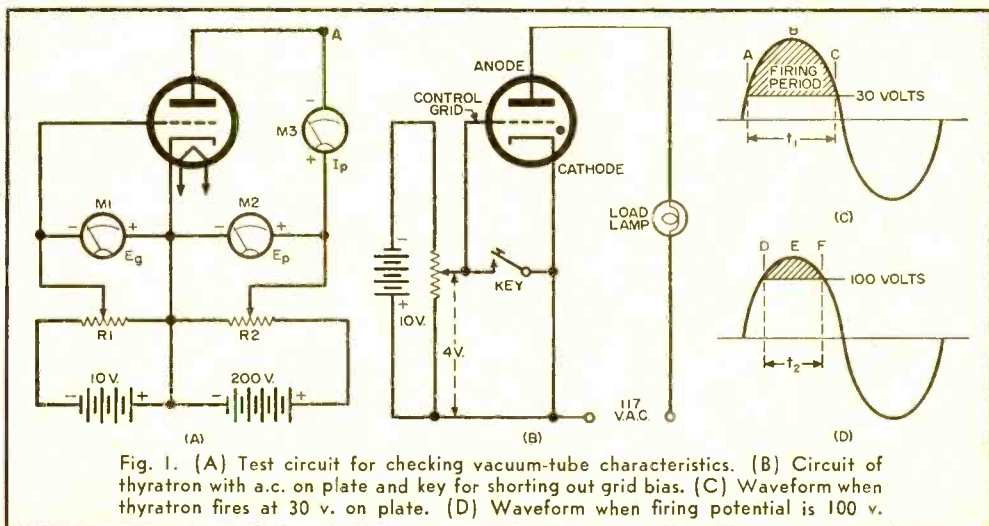 A
M3
- +
Ip
M1
- +
Eg
M2
- +
Ep
R1
R2
10V.
- +
200V.
- +
(A)
ANODE
CONTROL
GRID
CATHODE
LOAD
LAMP
KEY
-
+
10V.
4V.
117
V.A.C.
(B)
A B C
FIRING
PERIOD
30 VOLTS
t1
(C)
D E F
100 VOLTS
t2
(D)
Fig. 1. (A) Test circuit for checking vacuum-tube characteristics. (B) Circuit of
thyratron with a.c. on plate and key for shorting out grid bias. (C) Waveform when
thyratron fires at 30 v. on plate. (D) Waveform when firing potential is 100 v.